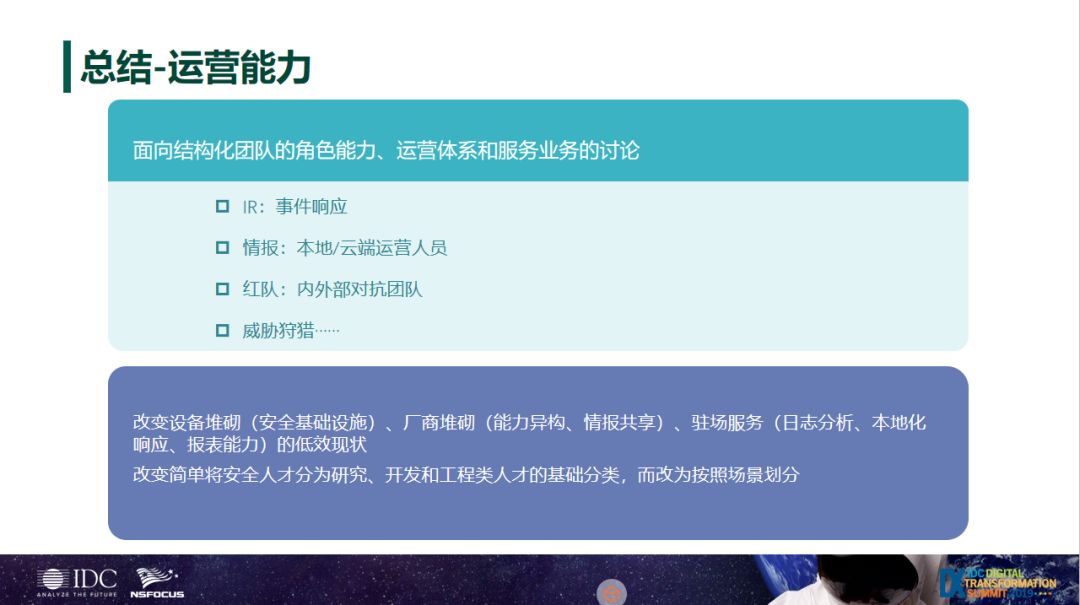 总结-运营能力
面向结构化团队的角色能力、运营体系和服务业务的讨论
IR：事件响应
情报：本地/云端运营人员
红队：内外部对抗团队
威胁狩猎······
改变设备堆砌（安全基础设施）、厂商堆砌（能力异构、情报共享）、驻场服务（日志分析、本地化
响应、报表能力）的低效现状
改变简单将安全人才分为研究、开发和工程类人才的基础分类，而改为按照场景划分
IDC
ANALYZE THE FUTURE
NSFOCUS
DX IDC DIGITAL
TRANSFORMATION
SUMMIT 2019